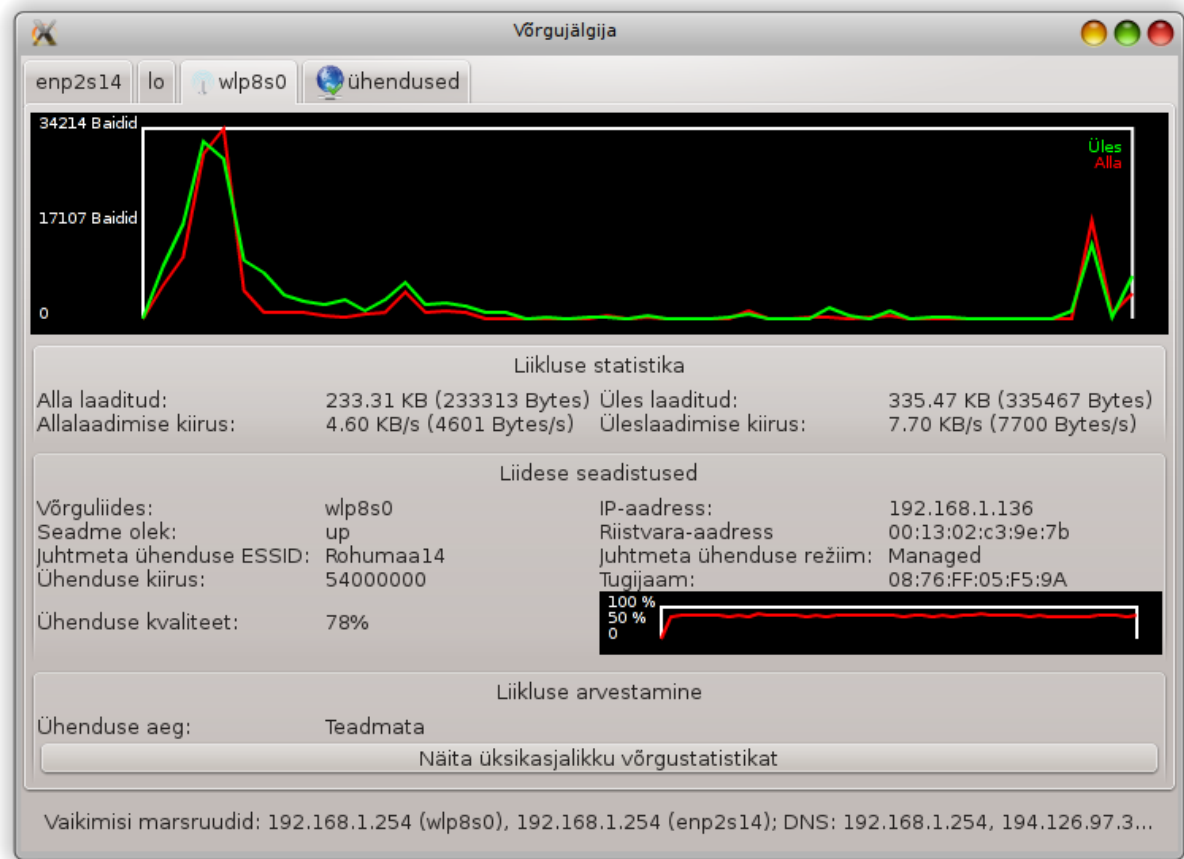 Võrgujälgija
enp2s14 lo wlp8s0 ühendused
34214 Baidid
Üles
Alla
17107 Baidid
0
Liikluse statistika
Alla laaditud: 233.31 KB (233313 Bytes) Üles laaditud: 335.47 KB (335467 Bytes)
Allalaadimise kiirus: 4.60 KB/s (4601 Bytes/s) Üleslaadimise kiirus: 7.70 KB/s (7700 Bytes/s)
Liidese seadistused
Võrguliides: wlp8s0 IP-aadress: 192.168.1.136
Seadme olek: up Riistvara-aadress 00:13:02:c3:9e:7b
Juhtmeta ühenduse ESSID: Rohumaa14 Juhtmeta ühenduse režiim: Managed
Ühenduse kiirus: 54000000 Tugijaam: 08:76:FF:05:F5:9A
100 %
50 %
0
Ühenduse kvaliteet: 78%
Liikluse arvestamine
Ühenduse aeg: Teadmata
Näita üksikasjalikku võrgustatistikat
Vaikimisi marsruudid: 192.168.1.254 (wlp8s0), 192.168.1.254 (enp2s14); DNS: 192.168.1.254, 194.126.97.3...